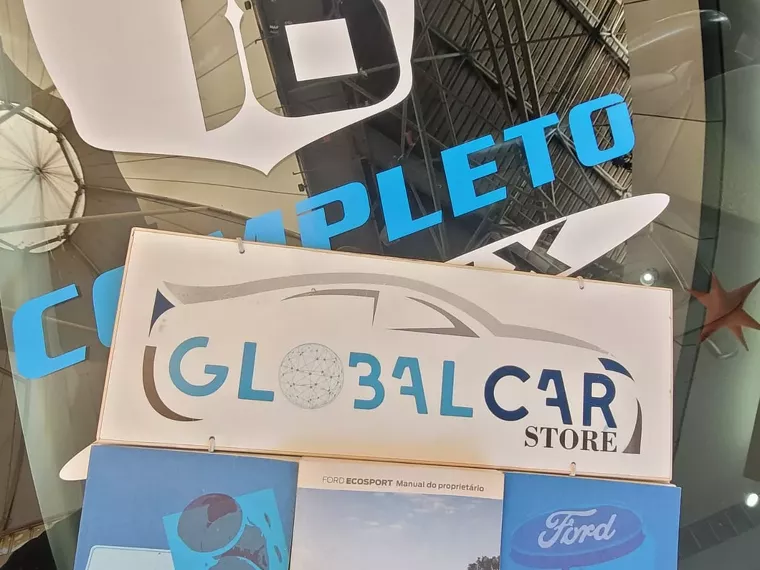 COMPLETO
GLOBALCAR
STORE
FORD ECOSPORT Manual do proprietário
Ford